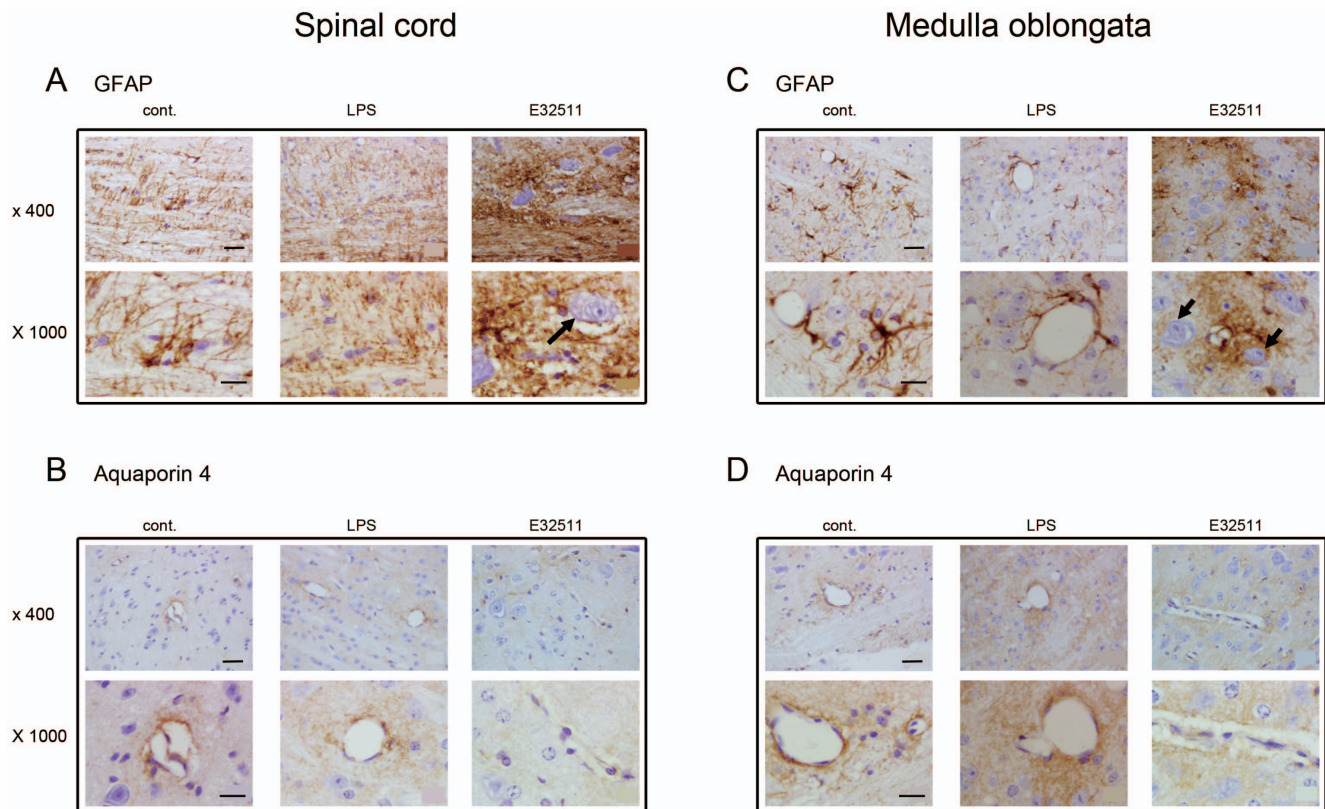 Spinal cord
Medulla oblongata
A GFAP
cont. LPS E32511
x 400
X 1000
C GFAP
cont. LPS E32511
B Aquaporin 4
cont. LPS E32511
x 400
X 1000
D Aquaporin 4
cont. LPS E32511